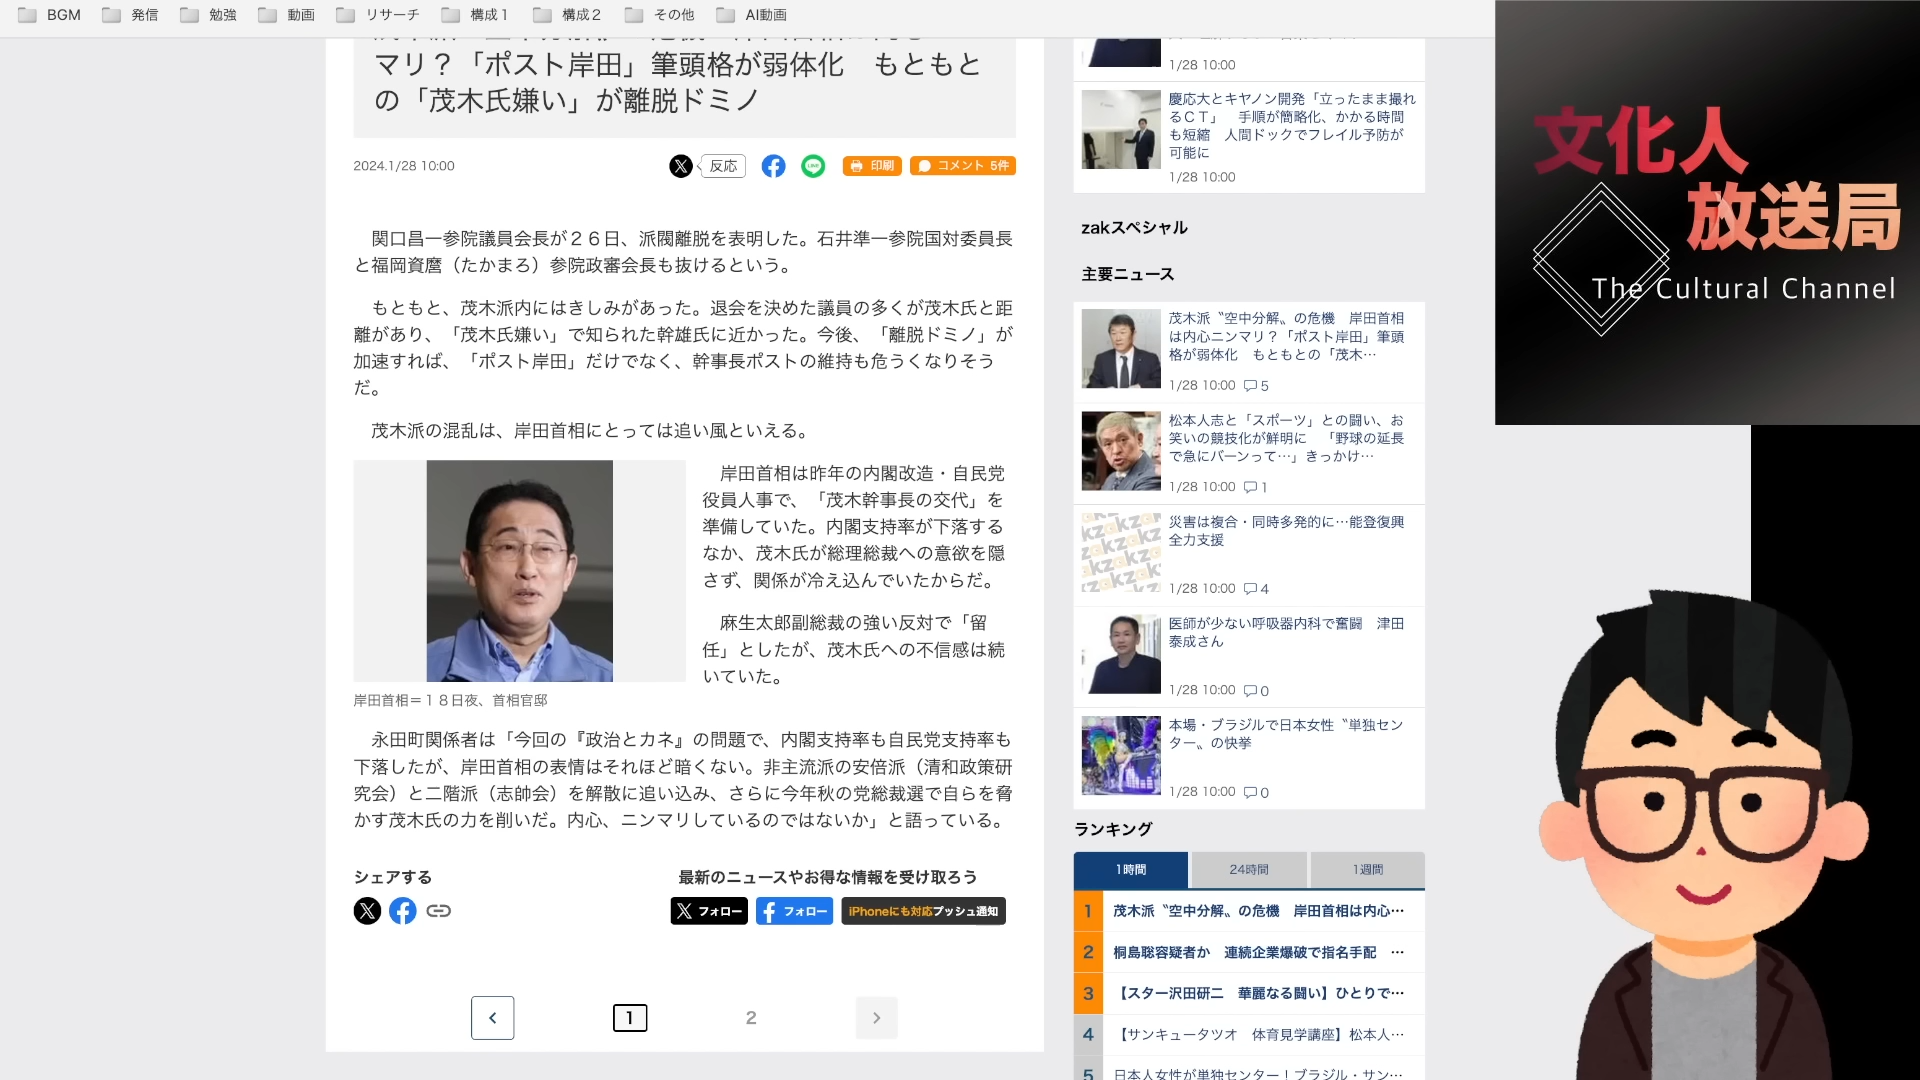 BGM
発信
勉強
動画
リサーチ
構成1
構成2
その他
AI動画
マリ？「ポスト岸田」筆頭格が弱体化　もともと
の「茂木氏嫌い」が離脱ドミノ
2024.1/28 10:00
反応
印刷
コメント 5件
関口昌一参院議員会長が２６日、派閥離脱を表明した。石井準一参院国対委員長
と福岡資麿（たかまろ）参院政審会長も抜けるという。
もともと、茂木派内にはきしみがあった。退会を決めた議員の多くが茂木氏と距
離があり、「茂木氏嫌い」で知られた幹雄氏に近かった。今後、「離脱ドミノ」が
加速すれば、「ポスト岸田」だけでなく、幹事長ポストの維持も危うくなりそう
だ。
茂木派の混乱は、岸田首相にとっては追い風といえる。
岸田首相は昨年の内閣改造・自民党
役員人事で、「茂木幹事長の交代」を
準備していた。内閣支持率が下落する
なか、茂木氏が総理総裁への意欲を隠
さず、関係が冷え込んでいたからだ。
麻生太郎副総裁の強い反対で「留
任」としたが、茂木氏への不信感は続
いていた。
岸田首相＝１８日夜、首相官邸
永田町関係者は「今回の『政治とカネ』の問題で、内閣支持率も自民党支持率も
下落したが、岸田首相の表情はそれほど暗くない。非主流派の安倍派（清和政策研
究会）と二階派（志帥会）を解散に追い込み、さらに今年秋の党総裁選で自らを脅
かす茂木氏の力を削いだ。内心、ニンマリしているのではないか」と語っている。
シェアする
最新のニュースやお得な情報を受け取ろう
フォロー
フォロー
iPhoneにも対応プッシュ通知
1
2
1/28 10:00
慶応大とキヤノン開発「立ったまま撮れ
るＣＴ」　手順が簡略化、かかる時間
も短縮　人間ドックでフレイル予防が
可能に
1/28 10:00
zakスペシャル
主要ニュース
茂木派〝空中分解〟の危機　岸田首相
は内心ニンマリ？「ポスト岸田」筆頭
格が弱体化　もともとの「茂木…
1/28 10:00 5
松本人志と「スポーツ」との闘い、お
笑いの競技化が鮮明に　「野球の延長
で急にバーンって…」きっかけ…
1/28 10:00 1
災害は複合・同時多発的に…能登復興
全力支援
1/28 10:00 4
医師が少ない呼吸器内科で奮闘　津田
泰成さん
1/28 10:00 0
本場・ブラジルで日本女性〝単独セン
ター〟の快挙
1/28 10:00 0
ランキング
1時間
24時間
1週間
1 茂木派〝空中分解〟の危機　岸田首相は内心…
2 桐島聡容疑者か　連続企業爆破で指名手配　…
3 【スター沢田研二　華麗なる闘い】ひとりで…
4 【サンキュータツオ　体育見学講座】松本人…
5 日本人女性が単独センター！ブラジル・サン…
文化人
放送局
The Cultural Channel